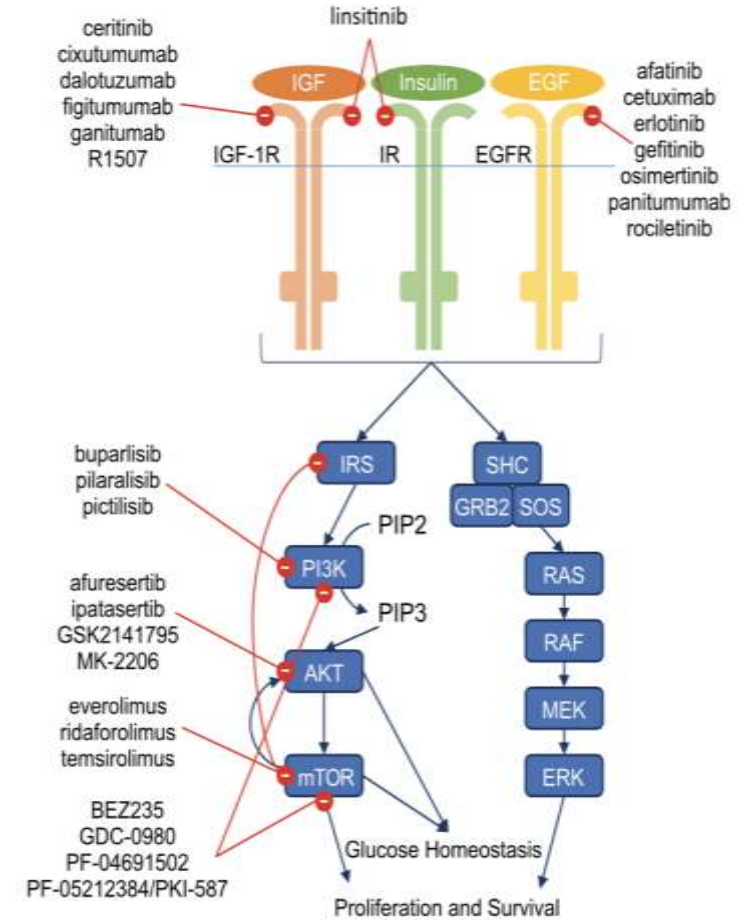 linsitinib
ceritinib
cixutumumab
dalotuzumab
figitumumab
ganitumab
R1507
IGF
Insulin
EGF
afatinib
cetuximab
erlotinib
gefitinib
osimertinib
panitumumab
rociletinib
IGF-1R
IR
EGFR
buparlisib
pilaralisib
pictilisib
IRS
SHC
GRB2
SOS
PIP2
PI3K
RAS
PIP3
afuresertib
ipatasertib
GSK2141795
MK-2206
AKT
RAF
MEK
everolimus
ridaforolimus
temsirolimus
mTOR
ERK
BEZ235
GDC-0980
PF-04691502
PF-05212384/PKI-587
Glucose Homeostasis
Proliferation and Survival